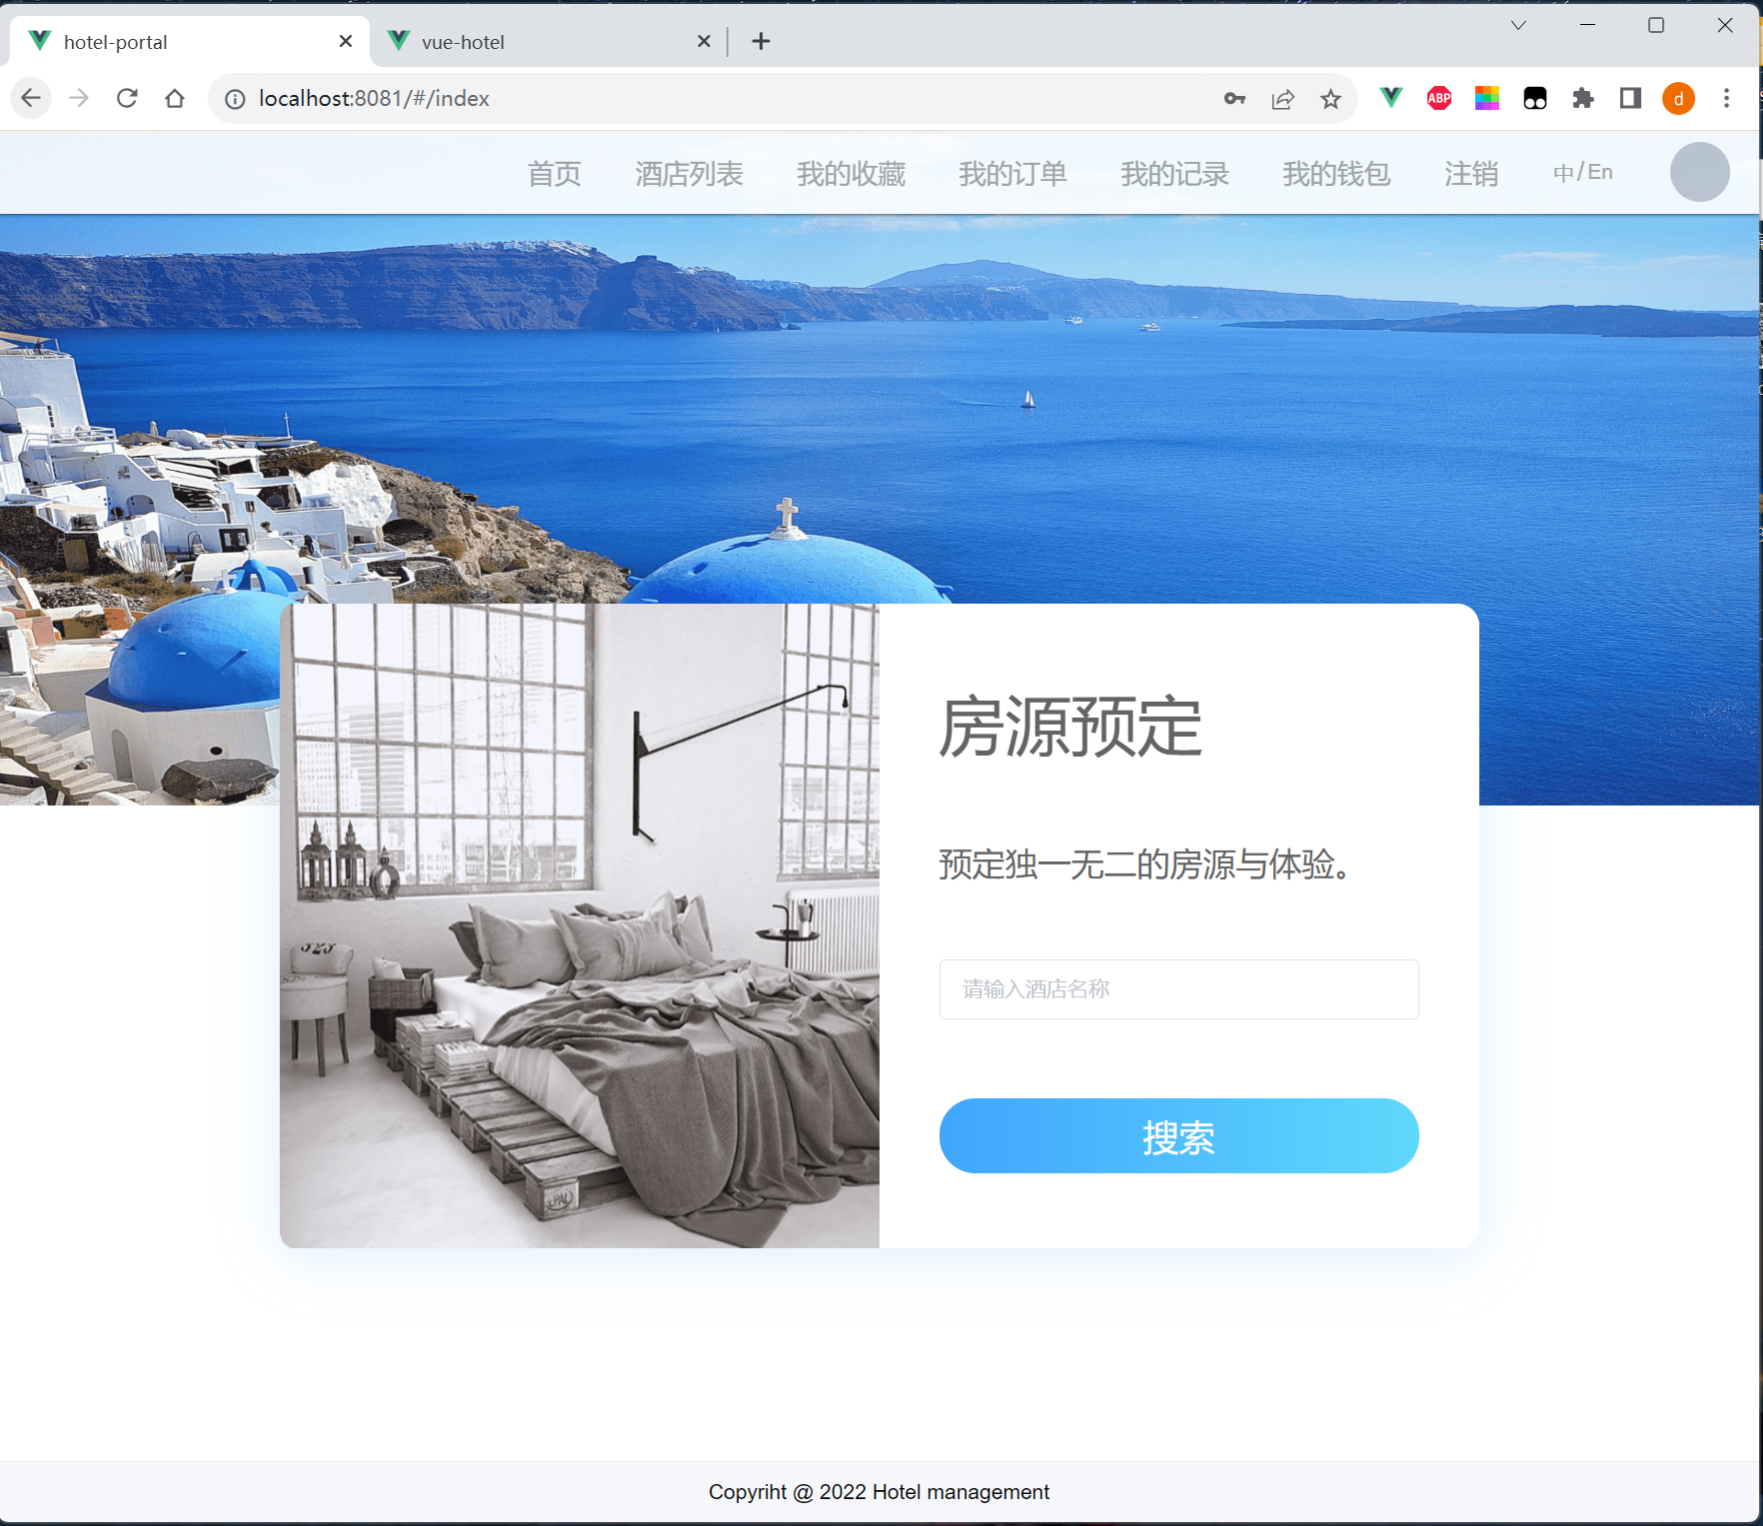 hotel-portal
vue-hotel
localhost:8081/#/index
ABP
d
首页 酒店列表 我的收藏 我的订单 我的记录 我的钱包 注销 中/En
房源预定
预定独一无二的房源与体验。
请输入酒店名称
搜索
323
Copyriht @ 2022 Hotel management